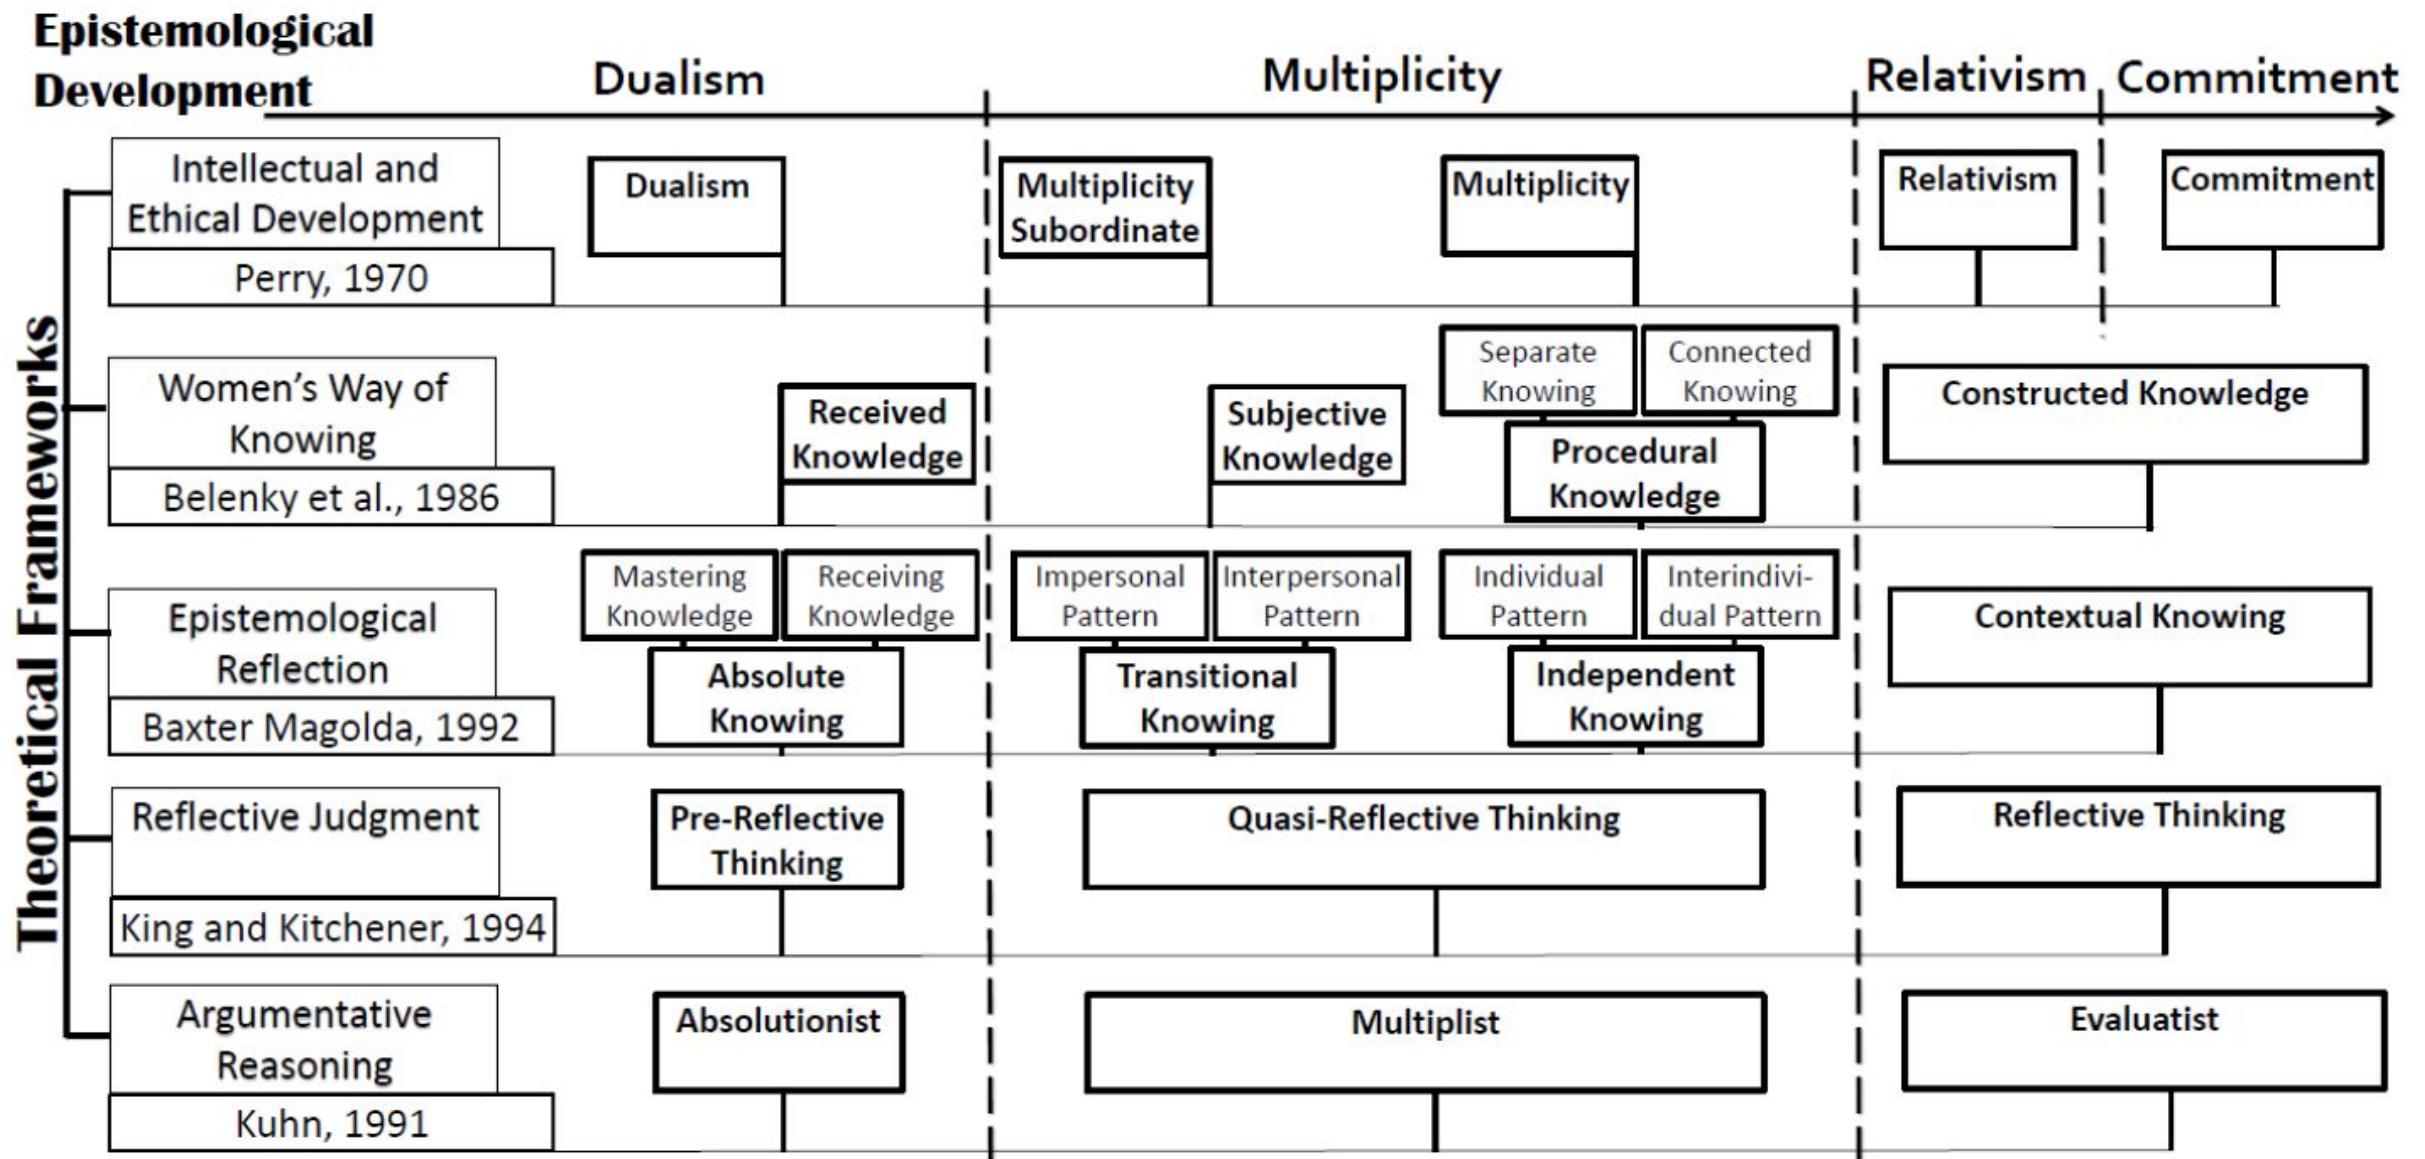 Epistemological
Development
Dualism
Multiplicity
Relativism
Commitment
Theoretical Frameworks
Intellectual and
Ethical Development
Perry, 1970
Dualism
Multiplicity
Subordinate
Multiplicity
Relativism
Commitment
Women’s Way of
Knowing
Belenky et al., 1986
Received
Knowledge
Subjective
Knowledge
Separate
Knowing
Connected
Knowing
Procedural
Knowledge
Constructed Knowledge
Epistemological
Reflection
Baxter Magolda, 1992
Mastering
Knowledge
Receiving
Knowledge
Absolute
Knowing
Impersonal
Pattern
Interpersonal
Pattern
Transitional
Knowing
Individual
Pattern
Interindivi-
dual Pattern
Independent
Knowing
Contextual Knowing
Reflective Judgment
King and Kitchener, 1994
Pre-Reflective
Thinking
Quasi-Reflective Thinking
Reflective Thinking
Argumentative
Reasoning
Kuhn, 1991
Absolutionist
Multiplist
Evaluatist